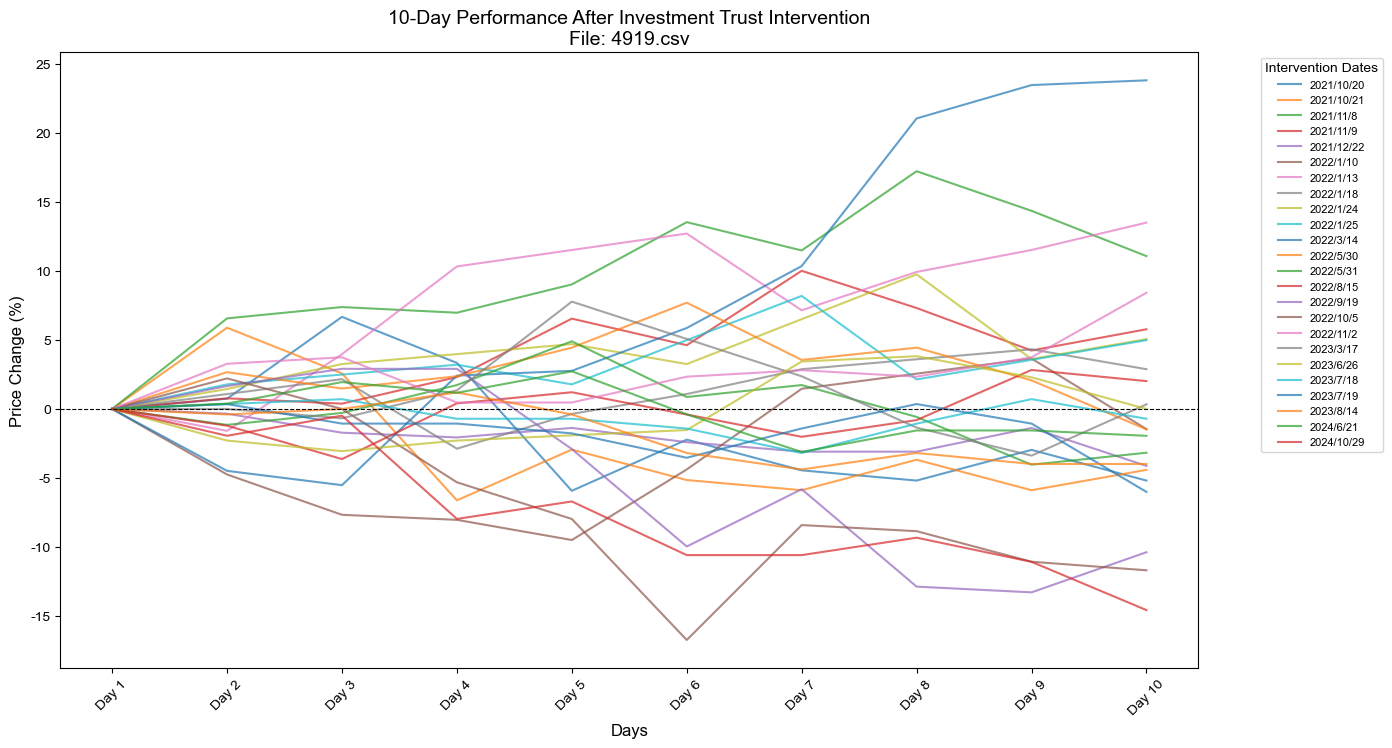 10-Day Performance After Investment Trust Intervention
File: 4919.csv
Price Change (%)
25
20
15
10
5
0
-5
-10
-15
Day 1
Day 2
Day 3
Day 4
Day 5
Day 6
Day 7
Day 8
Day 9
Day 10
Days
Intervention Dates
2021/10/20
2021/10/21
2021/11/8
2021/11/9
2021/12/22
2022/1/10
2022/1/13
2022/1/18
2022/1/24
2022/1/25
2022/3/14
2022/5/30
2022/5/31
2022/8/15
2022/9/19
2022/10/5
2022/11/2
2023/3/17
2023/6/26
2023/7/18
2023/7/19
2023/8/14
2024/6/21
2024/10/29